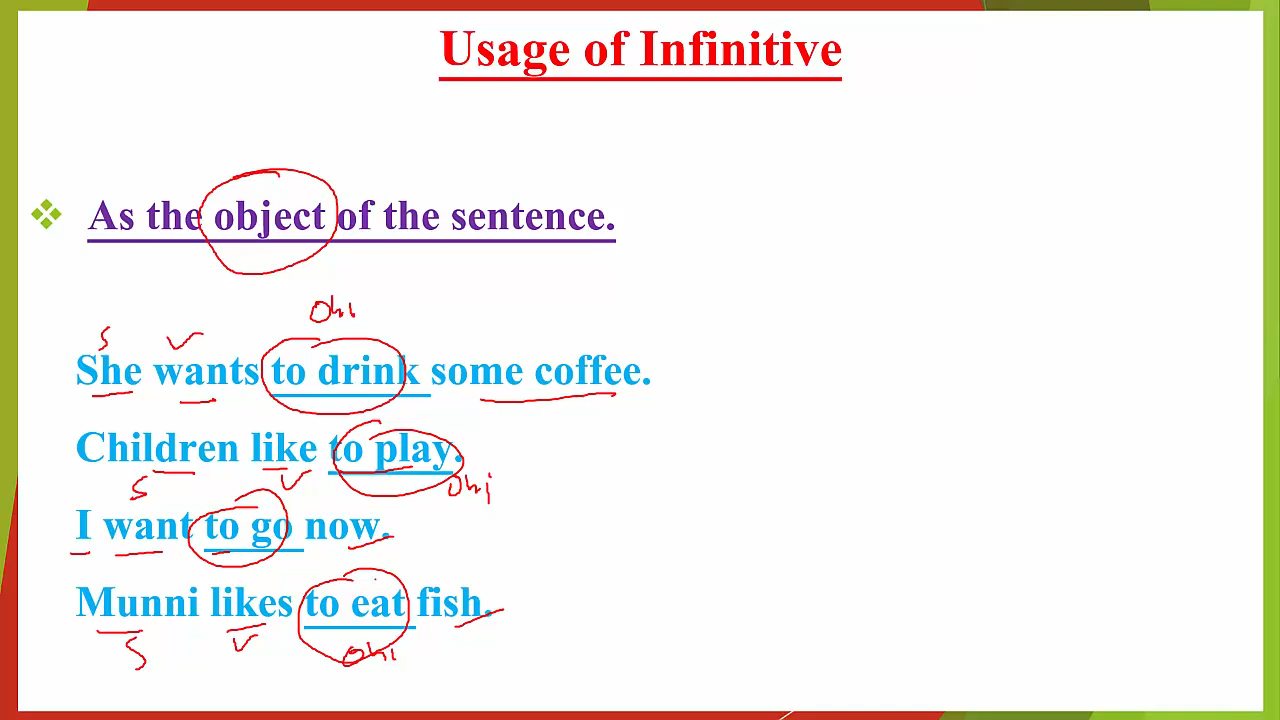 Usage of Infinitive
As the object of the sentence.
Obj
S V
She wants to drink some coffee.
Children like to play.
S V Obj
I want to go now.
Munni likes to eat fish.
S V Obj